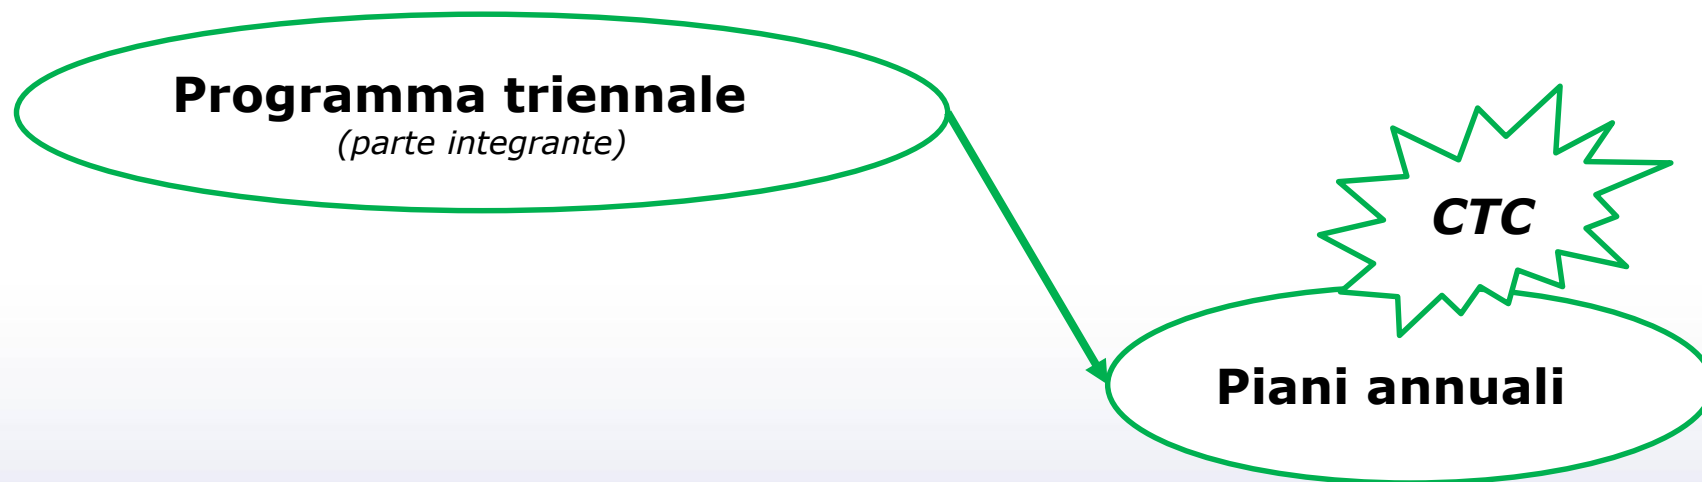 Programma triennale
(parte integrante)
CTC
Piani annuali